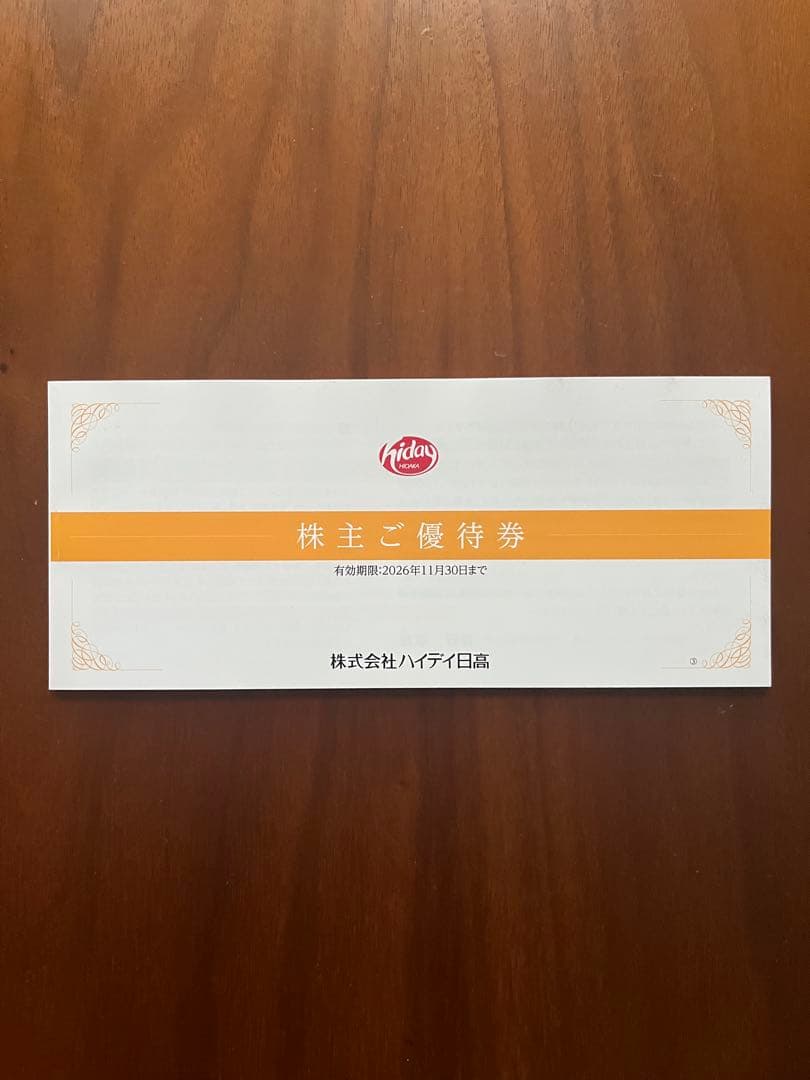 hiday
HIDAKA
株主ご優待券
有効期限:2026年11月30日まで
株式会社ハイデイ日高
③